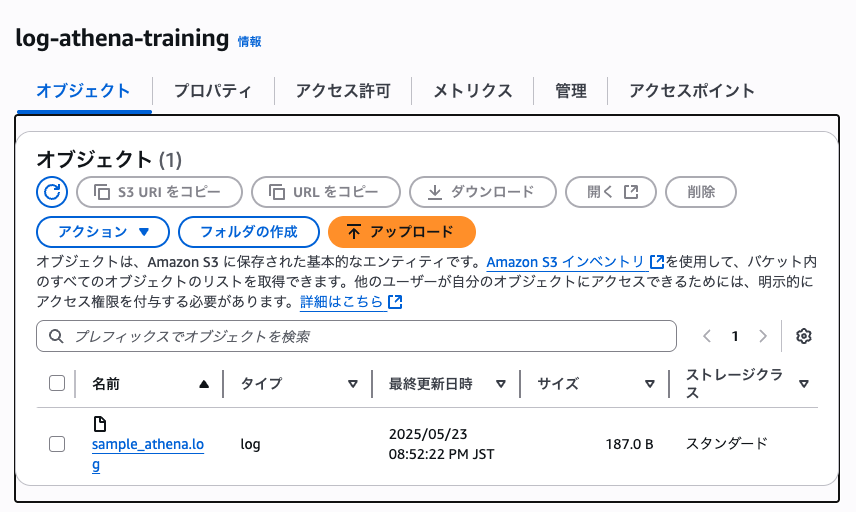 log-athena-training 情報
オブジェクト プロパティ アクセス許可 メトリクス 管理 アクセスポイント
オブジェクト (1)
S3 URI をコピー URL をコピー ダウンロード 開く 削除
アクション フォルダの作成 アップロード
オブジェクトは、Amazon S3 に保存された基本的なエンティティです。Amazon S3 インベントリ を使用して、バケット内
のすべてのオブジェクトのリストを取得できます。他のユーザーが自分のオブジェクトにアクセスできるためには、明示的に
アクセス権限を付与する必要があります。詳細はこちら
プレフィックスでオブジェクトを検索 1
名前 タイプ 最終更新日時 サイズ ストレージクラ
ス
sample_athena.lo
g
log
2025/05/23
08:52:22 PM JST
187.0 B
スタンダード